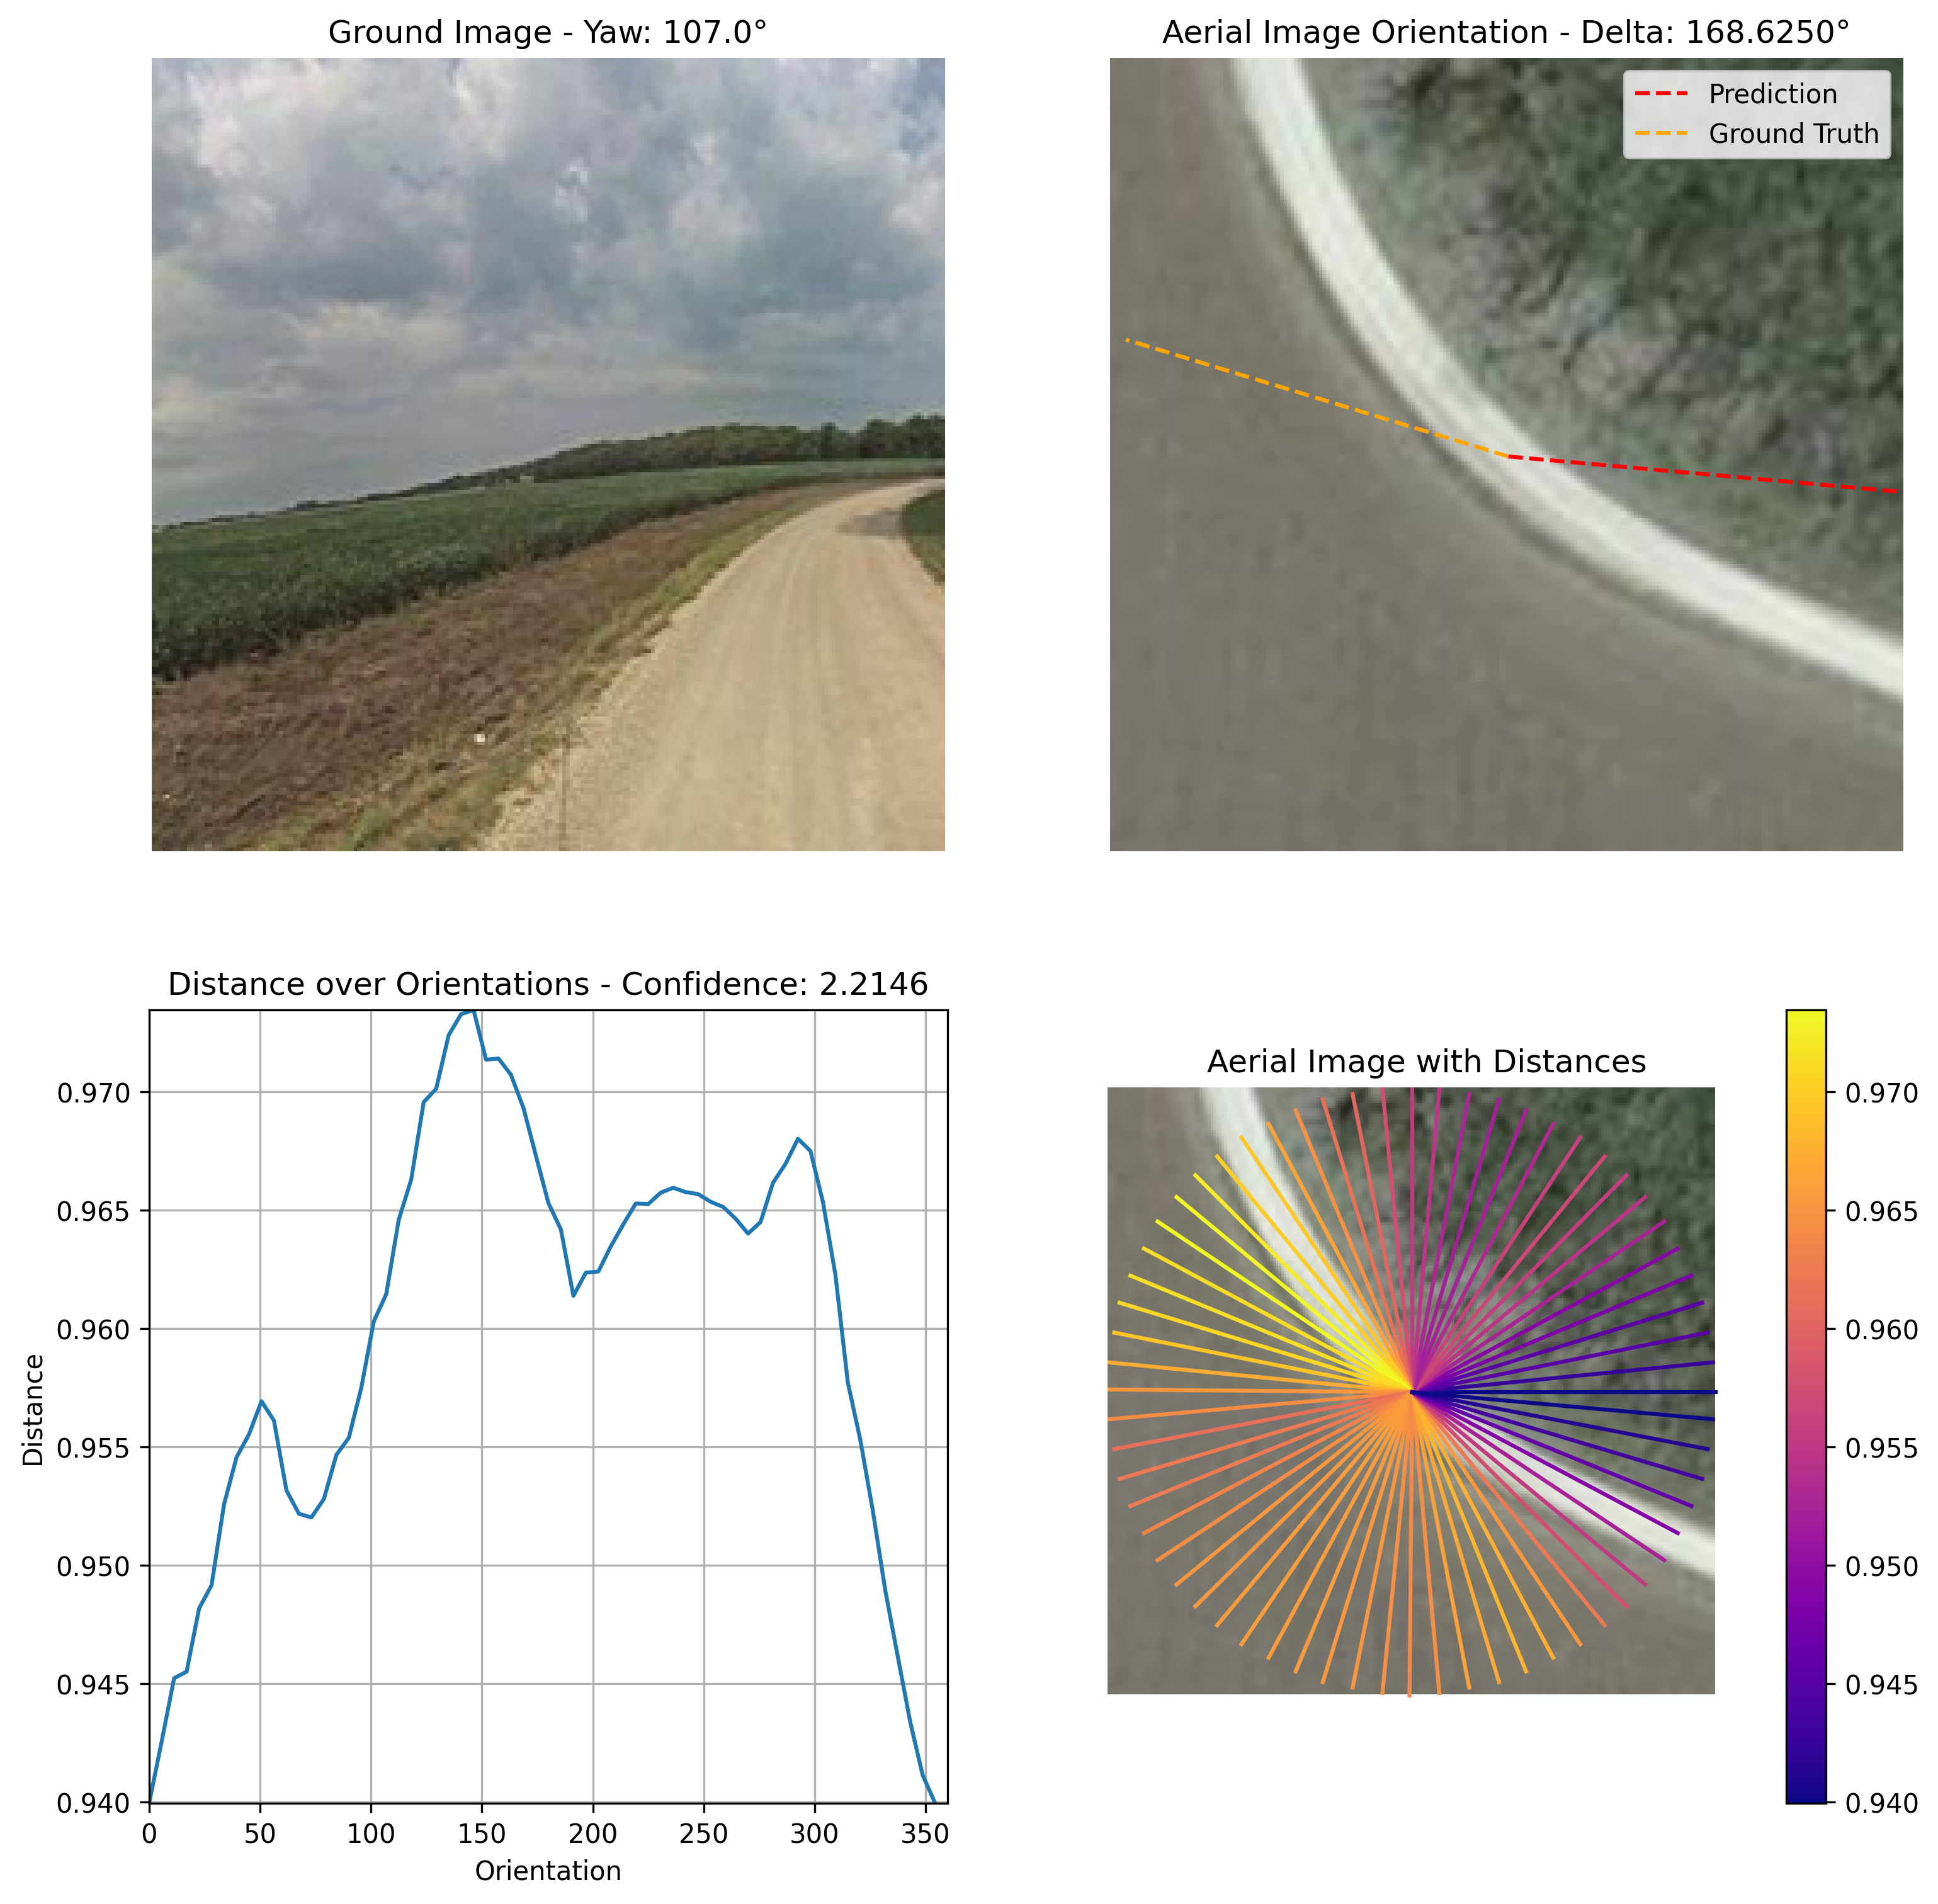 Ground Image - Yaw: 107.0°
Aerial Image Orientation - Delta: 168.6250°
Prediction
Ground Truth
Distance over Orientations - Confidence: 2.2146
0.970
0.965
0.960
0.955
0.950
0.945
0.940
Distance
0
50
100
150
200
250
300
350
Orientation
Aerial Image with Distances
0.970
0.965
0.960
0.955
0.950
0.945
0.940